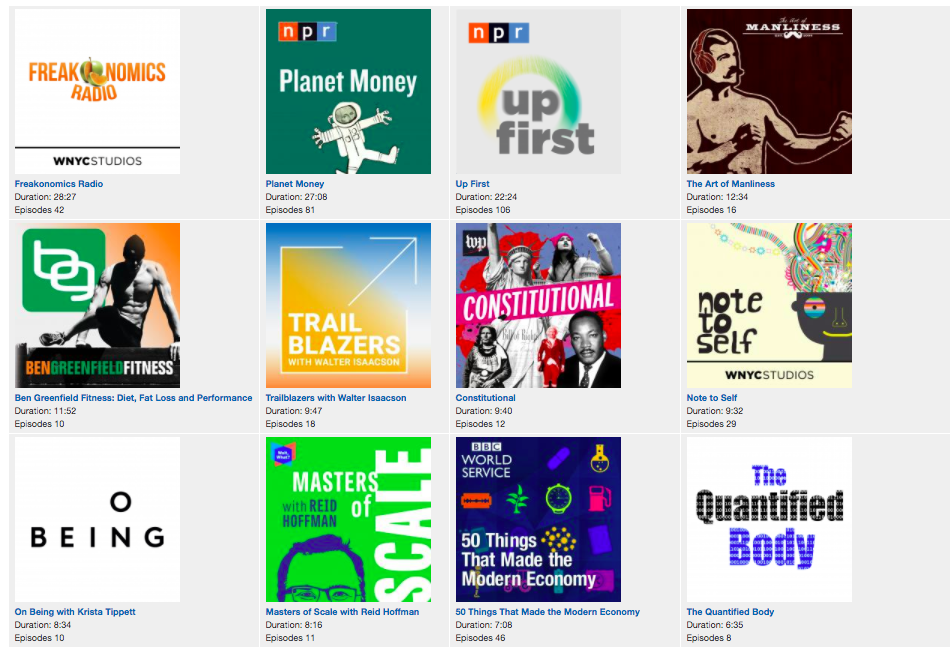 FREAKONOMICS
RADIO
WNYCSTUDIOS
Freakonomics Radio
Duration: 28:27
Episodes 42
npr
Planet Money
Planet Money
Duration: 27:08
Episodes 81
npr
up
first
Up First
Duration: 22:24
Episodes 106
The Art of
MANLINESS
The Art of Manliness
Duration: 12:34
Episodes 16
bg
BENGREENFIELDFITNESS
Ben Greenfield Fitness: Diet, Fat Loss and Performance
Duration: 11:52
Episodes 10
TRAIL
BLAZERS
WITH WALTER ISAACSON
Trailblazers with Walter Isaacson
Duration: 9:47
Episodes 18
wp
CONSTITUTIONAL
Constitutional
Duration: 9:40
Episodes 12
note
to
self
WNYCSTUDIOS
Note to Self
Duration: 9:32
Episodes 29
O
BEING
On Being with Krista Tippett
Duration: 8:34
Episodes 10
Wait,
What?
MASTERS
of
SCALE
with REID
HOFFMAN
Masters of Scale with Reid Hoffman
Duration: 8:16
Episodes 11
BBC
WORLD
SERVICE
50 Things
That Made the
Modern Economy
50 Things That Made the Modern Economy
Duration: 7:08
Episodes 46
The
Quantified
Body
The Quantified Body
Duration: 6:35
Episodes 8